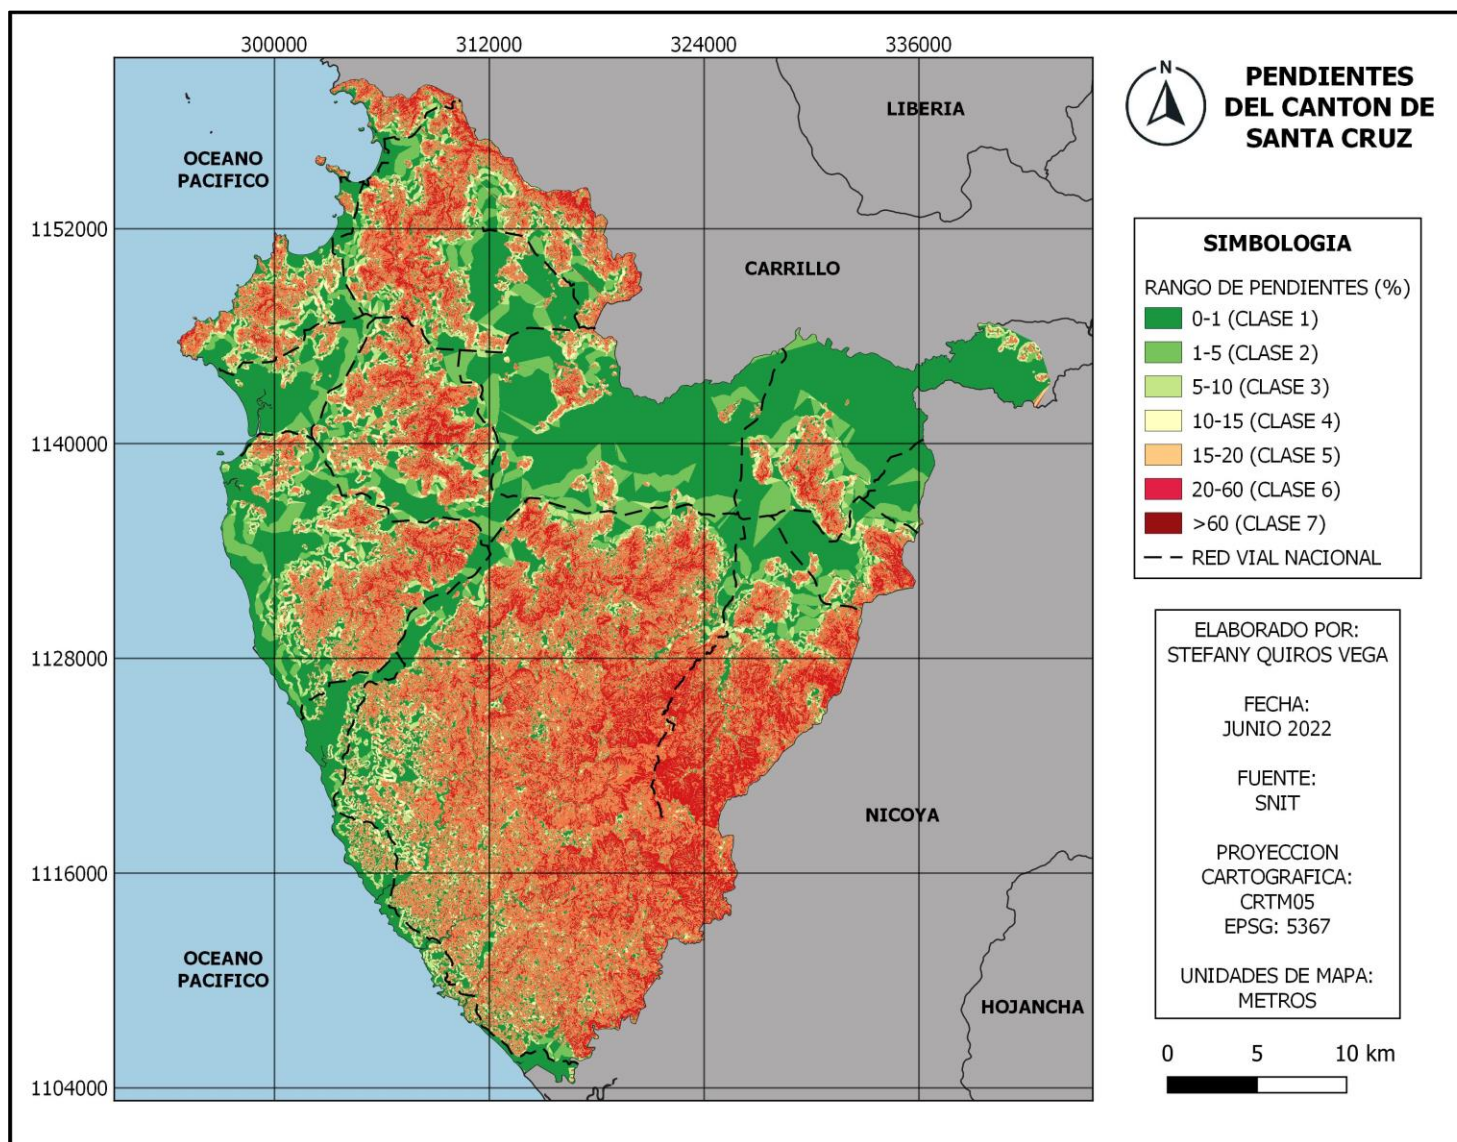 300000
312000
324000
336000
1152000
1140000
1128000
1116000
1104000
LIBERIA
OCEANO
PACIFICO
CARRILLO
NICOYA
OCEANO
PACIFICO
HOJANCHA
N
PENDIENTES
DEL CANTON DE
SANTA CRUZ
SIMBOLOGIA
RANGO DE PENDIENTES (%)
0-1 (CLASE 1)
1-5 (CLASE 2)
5-10 (CLASE 3)
10-15 (CLASE 4)
15-20 (CLASE 5)
20-60 (CLASE 6)
>60 (CLASE 7)
RED VIAL NACIONAL
ELABORADO POR:
STEFANY QUIROS VEGA
FECHA:
JUNIO 2022
FUENTE:
SNIT
PROYECCION
CARTOGRAFICA:
CRTM05
EPSG: 5367
UNIDADES DE MAPA:
METROS
0 5 10 km